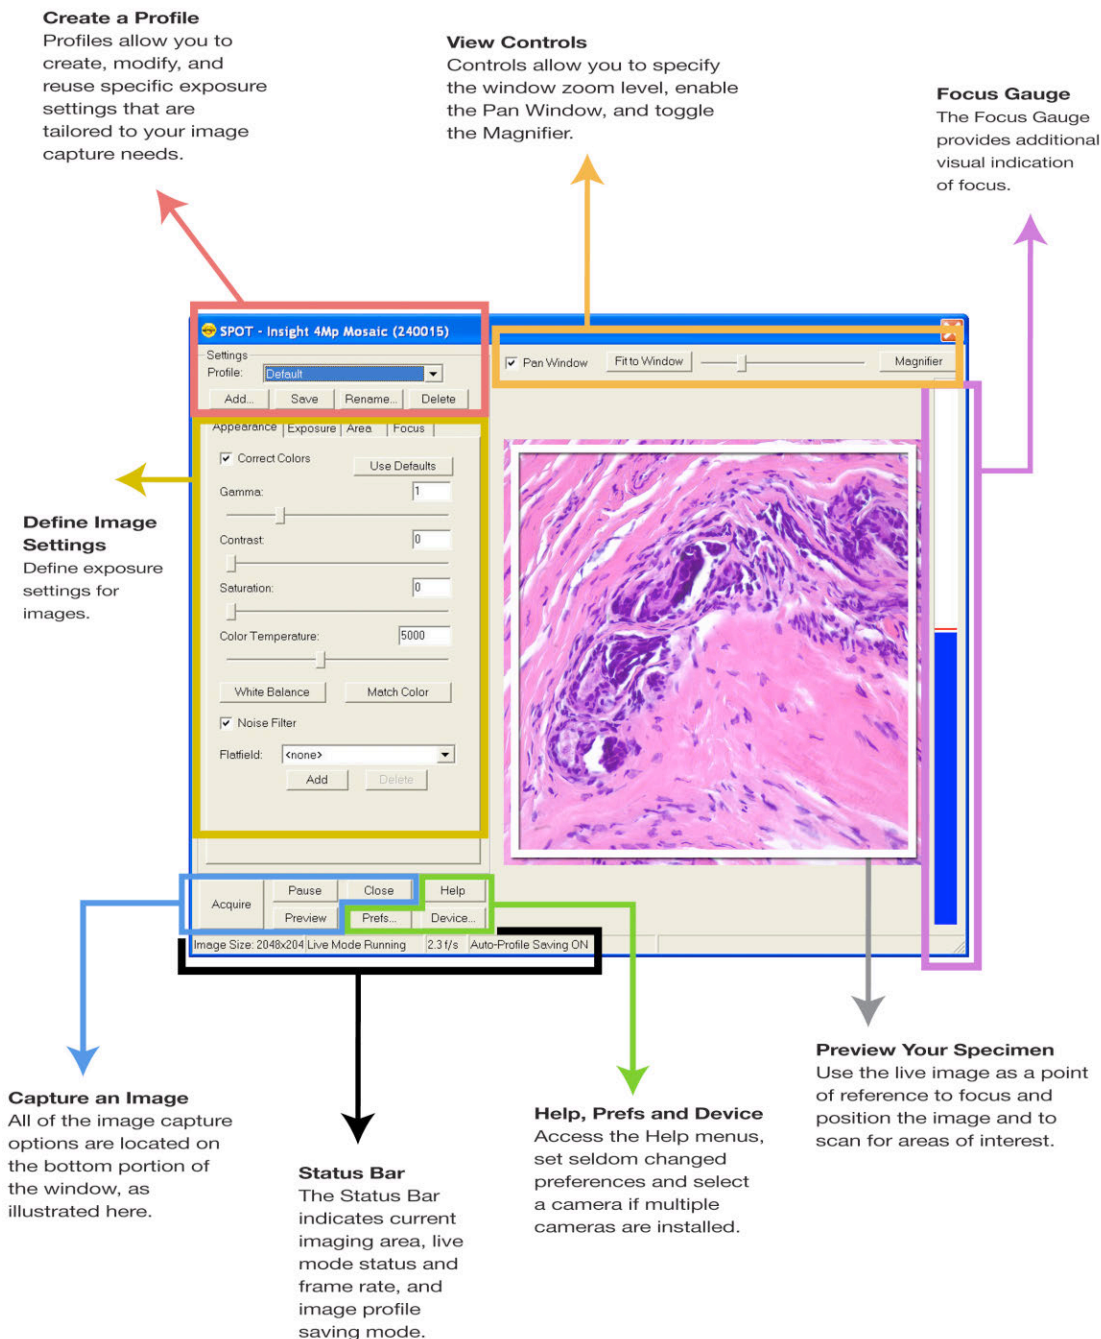 Create a Profile
Profiles allow you to
create, modify, and
reuse specific exposure
settings that are
tailored to your image
capture needs.
View Controls
Controls allow you to specify
the window zoom level, enable
the Pan Window, and toggle
the Magnifier.
Focus Gauge
The Focus Gauge
provides additional
visual indication
of focus.
SPOT - Insight 4Mp Mosaic (240015)
Settings
Profile: Default
Add... Save Rename... Delete
Pan Window Fit to Window Magnifier
Appearance Exposure Area Focus
Correct Colors Use Defaults
Gamma: 1
Contrast: 0
Saturation: 0
Color Temperature: 5000
White Balance Match Color
Noise Filter
Flatfield: <none>
Add Delete
Define Image
Settings
Define exposure
settings for
images.
Acquire Pause Close Help
Preview Prefs... Device...
Image Size: 2048x204 Live Mode Running 2.3 f/s Auto-Profile Saving ON
Capture an Image
All of the image capture
options are located on
the bottom portion of
the window, as
illustrated here.
Status Bar
The Status Bar
indicates current
imaging area, live
mode status and
frame rate, and
image profile
saving mode.
Help, Prefs and Device
Access the Help menus,
set seldom changed
preferences and select
a camera if multiple
cameras are installed.
Preview Your Specimen
Use the live image as a point
of reference to focus and
position the image and to
scan for areas of interest.